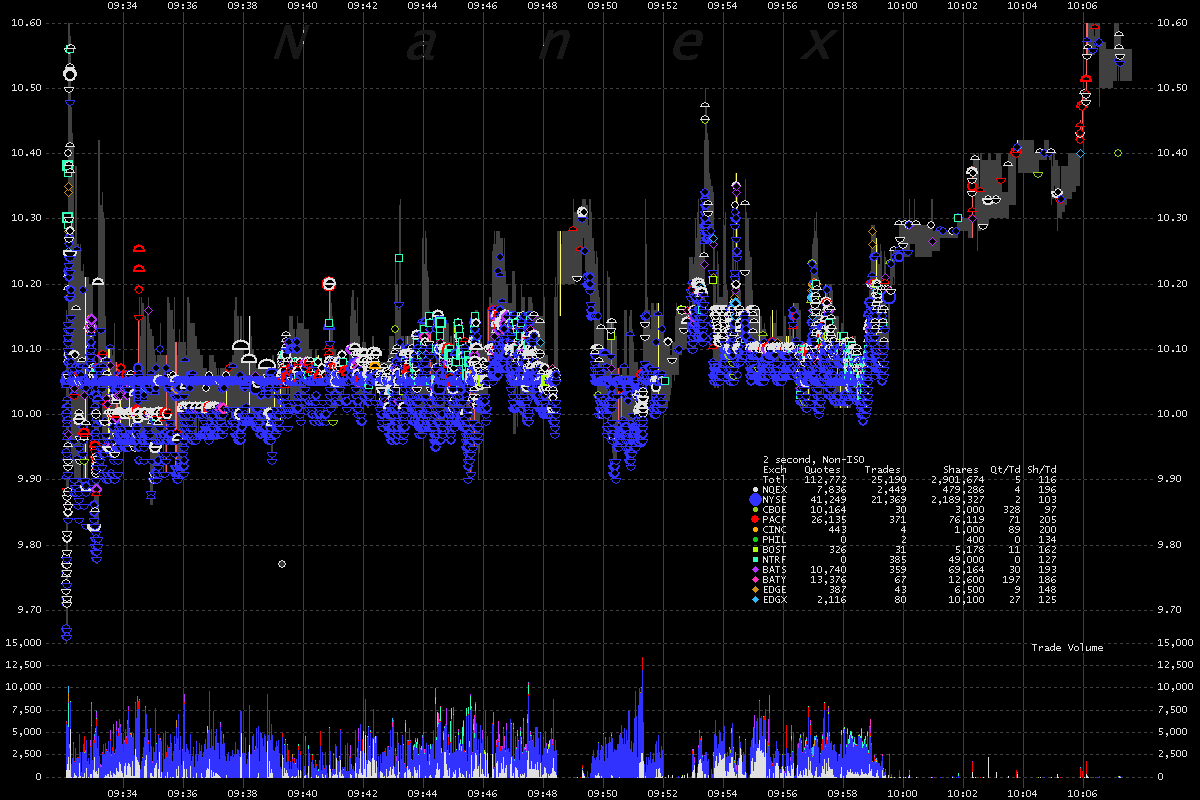 09:34 09:36 09:38 09:40 09:42 09:44 09:46 09:48 09:50 09:52 09:54 09:56 09:58 10:00 10:02 10:04 10:06
10.60 10.60
Nanex
10.50 10.50
10.40 10.40
10.30 10.30
10.20 10.20
10.10 10.10
10.00 10.00
2 second, Non-ISO
Exch Quotes Trades Shares Qt/Td Sh/Td
Totl 112,772 25,190 2,901,674 5 116
9.90 9.90
NQEX 7,836 2,449 479,286 4 196
NYSE 41,249 21,369 2,189,327 2 103
CBOE 10,164 30 3,000 328 97
PACF 26,135 371 76,119 71 205
CINC 443 4 1,000 89 200
PHIL 0 2 400 0 134
9.80 9.80
BOST 326 31 5,178 11 162
NTRF 0 385 49,000 0 127
BATS 10,740 359 69,164 30 193
BATY 13,376 67 12,600 197 186
EDGE 387 43 6,500 9 148
EDGX 2,116 80 10,100 27 125
9.70 9.70
15,000 15,000
Trade Volume
12,500 12,500
10,000 10,000
7,500 7,500
5,000 5,000
2,500 2,500
0 0
09:34 09:36 09:38 09:40 09:42 09:44 09:46 09:48 09:50 09:52 09:54 09:56 09:58 10:00 10:02 10:04 10:06